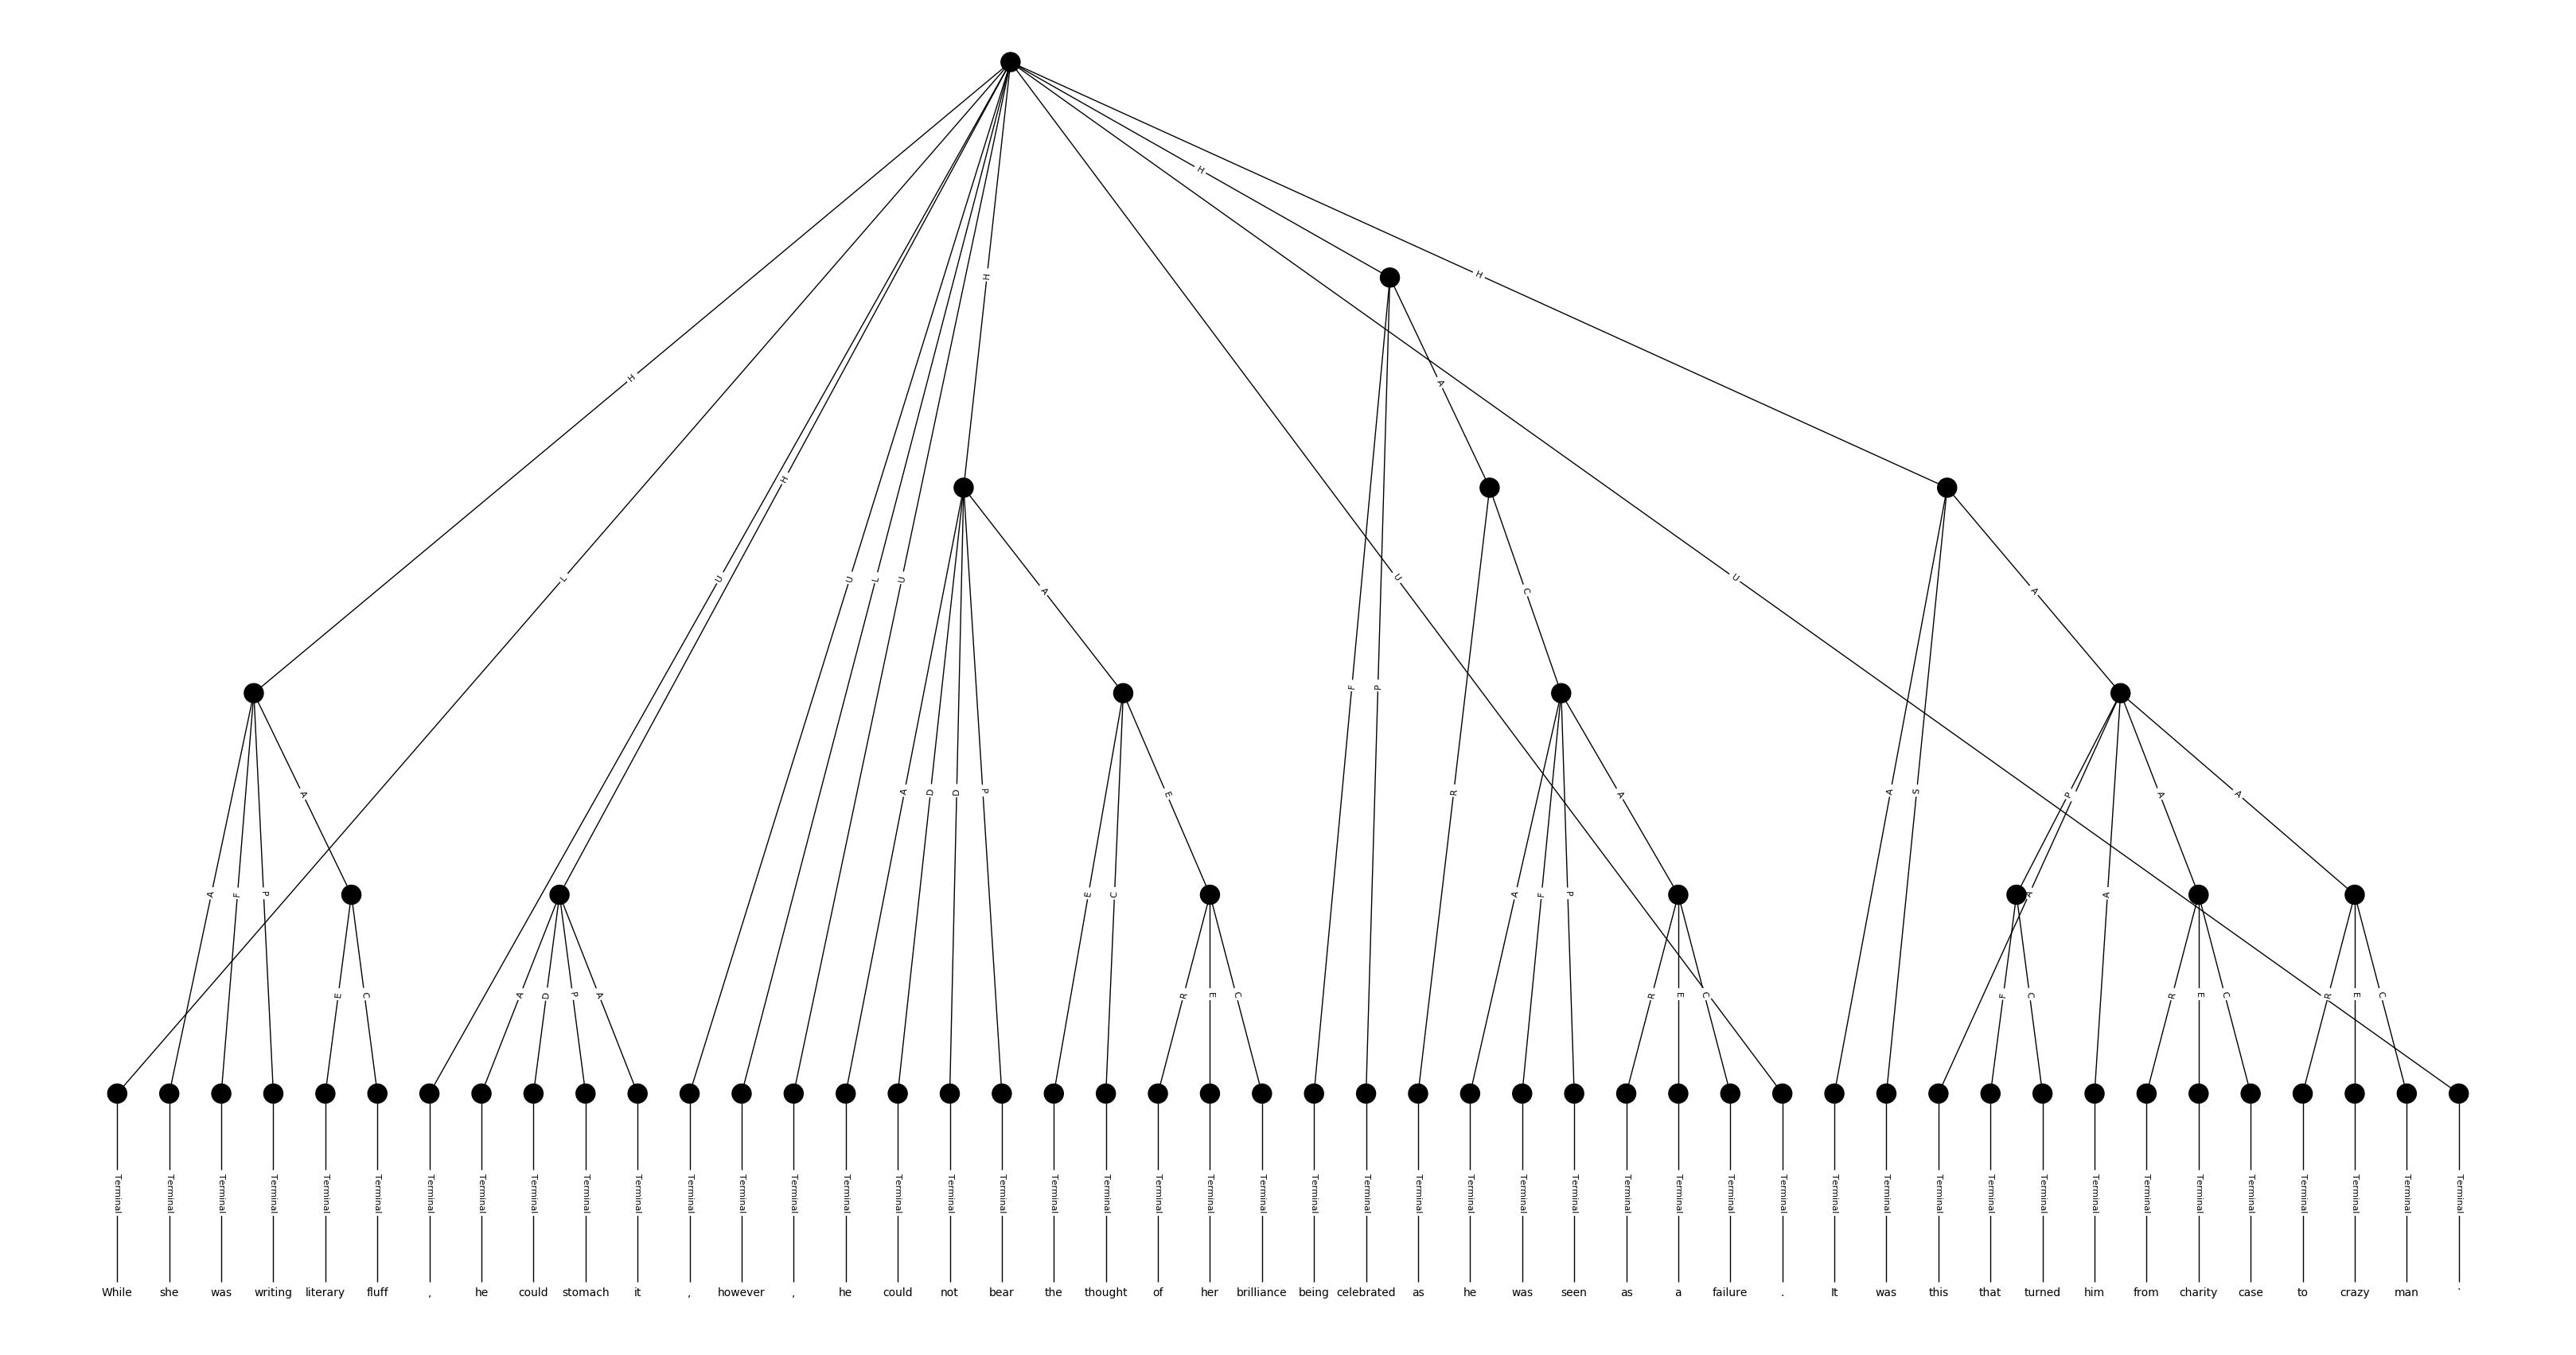 H
H
H
H
A
H
L
U
U
L
U
U
U
A
C
A
F
P
R
A
D
D
P
A
E
A
S
P
A
A
A
F
P
E
C
A
F
P
A
A
E
C
A
D
P
A
R
E
C
R
E
C
F
C
R
E
C
R
E
C
Terminal Terminal Terminal Terminal Terminal Terminal Terminal Terminal Terminal Terminal Terminal Terminal Terminal Terminal Terminal Terminal Terminal Terminal Terminal Terminal Terminal Terminal Terminal Terminal Terminal Terminal Terminal Terminal Terminal Terminal Terminal Terminal Terminal Terminal Terminal Terminal Terminal Terminal Terminal Terminal Terminal Terminal Terminal Terminal Terminal Terminal
While she was writing literary fluff , he could stomach it , however , he could not bear the thought of her brilliance being celebrated as he was seen as a failure . It was this that turned him from charity case to crazy man .